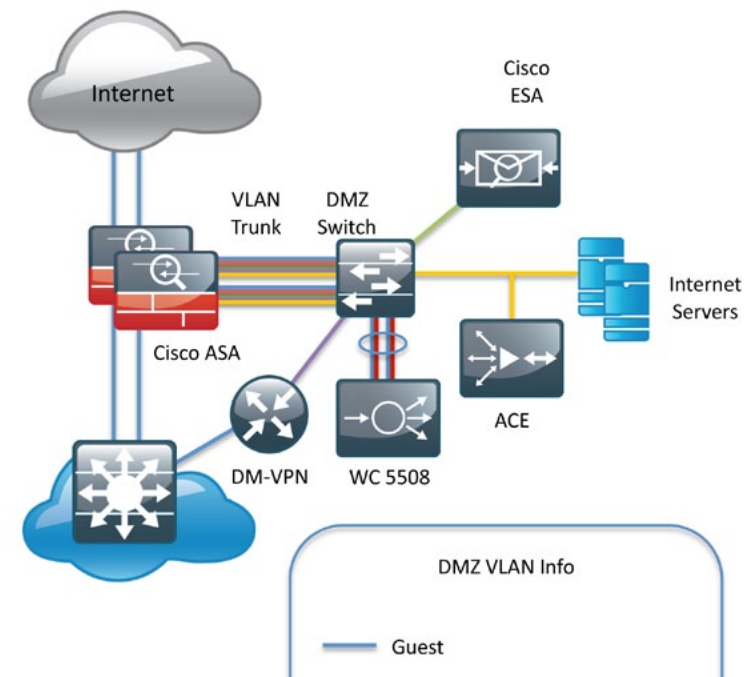 Internet
Cisco
ESA
VLAN
Trunk
DMZ
Switch
Internet
Servers
Cisco ASA
ACE
DM-VPN
WC 5508
DMZ VLAN Info
Guest